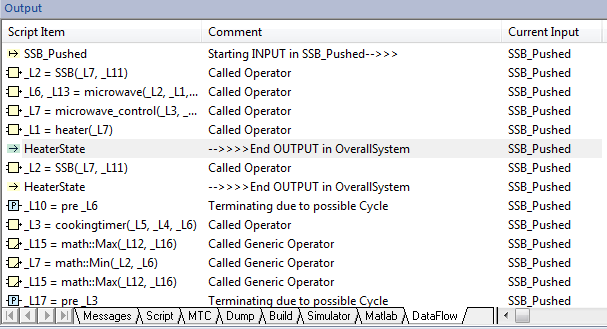 Output
Script Item Comment Current Input
SSB_Pushed Starting INPUT in SSB_Pushed-->>> SSB_Pushed
_L2 = SSB(_L7, _L11) Called Operator SSB_Pushed
_L6, _L13 = microwave(_L2, _L1,... Called Operator SSB_Pushed
_L7 = microwave_control(_L3, _... Called Operator SSB_Pushed
_L1 = heater(_L7) Called Operator SSB_Pushed
HeaterState -->>>>End OUTPUT in OverallSystem SSB_Pushed
_L2 = SSB(_L7, _L11) Called Operator SSB_Pushed
HeaterState -->>>>End OUTPUT in OverallSystem SSB_Pushed
P _L10 = pre _L6 Terminating due to possible Cycle SSB_Pushed
_L3 = cookingtimer(_L5, _L4, _L6) Called Operator SSB_Pushed
_L15 = math::Max(_L12, _L16) Called Generic Operator SSB_Pushed
_L7 = math::Min(_L2, _L6) Called Generic Operator SSB_Pushed
_L15 = math::Max(_L12, _L16) Called Generic Operator SSB_Pushed
P _L17 = pre _L3 Terminating due to possible Cycle SSB_Pushed
Messages Script MTC Dump Build Simulator Matlab DataFlow